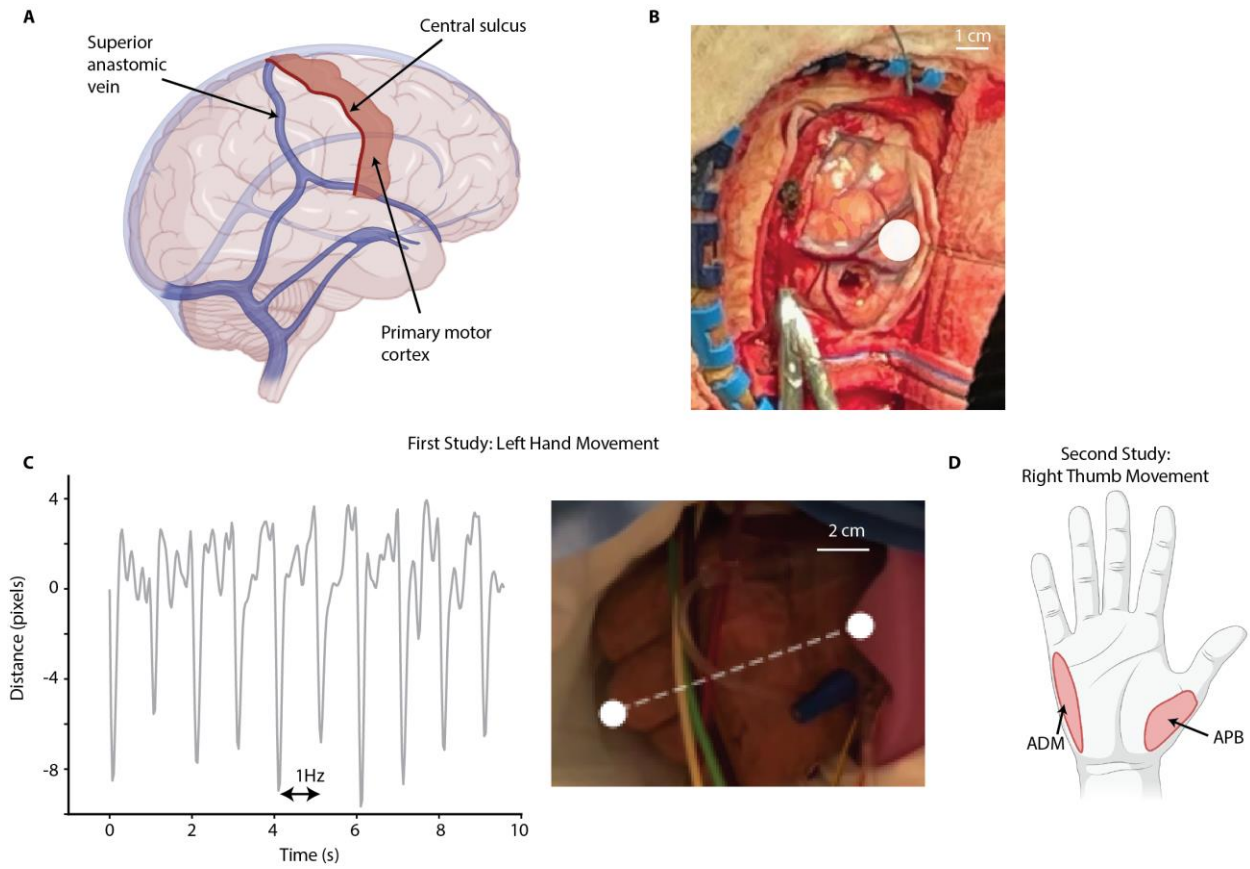 A
Superior
anastomic
vein
Central sulcus
Primary motor
cortex
B
1 cm
First Study: Left Hand Movement
C
Distance (pixels)
4
0
-4
-8
1Hz
0
2
4
6
8
10
Time (s)
2 cm
D
Second Study:
Right Thumb Movement
ADM
APB